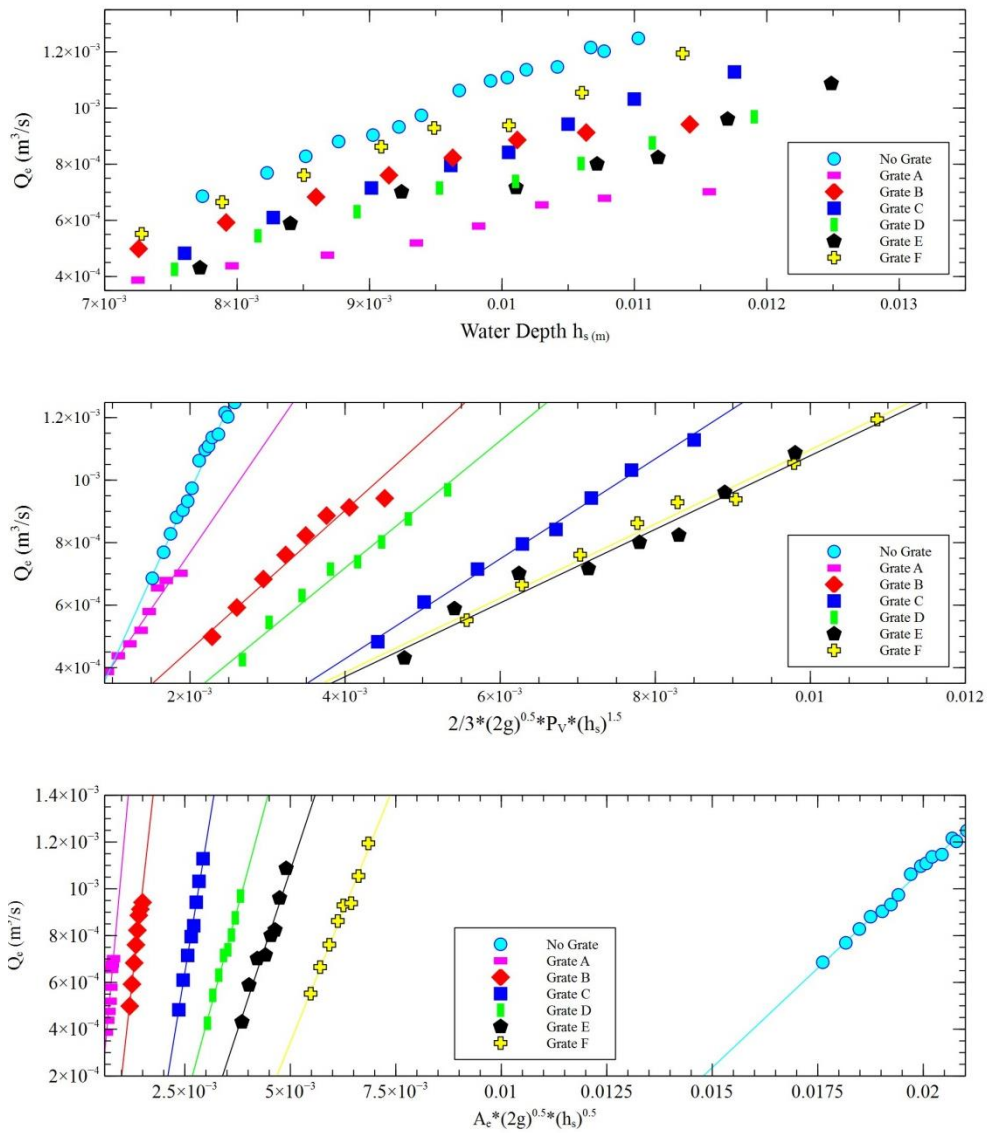 1.2×10⁻³
10⁻³
8×10⁻⁴
6×10⁻⁴
4×10⁻⁴
Qₑ (m³/s)
No Grate
Grate A
Grate B
Grate C
Grate D
Grate E
Grate F
7×10⁻³ 8×10⁻³ 9×10⁻³ 0.01 0.011 0.012 0.013
Water Depth hₛ ₍ₘ₎
1.2×10⁻³
10⁻³
8×10⁻⁴
6×10⁻⁴
4×10⁻⁴
Qₑ (m³/s)
No Grate
Grate A
Grate B
Grate C
Grate D
Grate E
Grate F
2×10⁻³ 4×10⁻³ 6×10⁻³ 8×10⁻³ 0.01 0.012
2/3*(2g)^0.5*P_V*(hₛ)^1.5
1.4×10⁻³
1.2×10⁻³
10⁻³
8×10⁻⁴
6×10⁻⁴
4×10⁻⁴
2×10⁻⁴
Qₑ (m³/s)
No Grate
Grate A
Grate B
Grate C
Grate D
Grate E
Grate F
2.5×10⁻³ 5×10⁻³ 7.5×10⁻³ 0.01 0.0125 0.015 0.0175 0.02
Aₑ*(2g)^0.5*(hₛ)^0.5